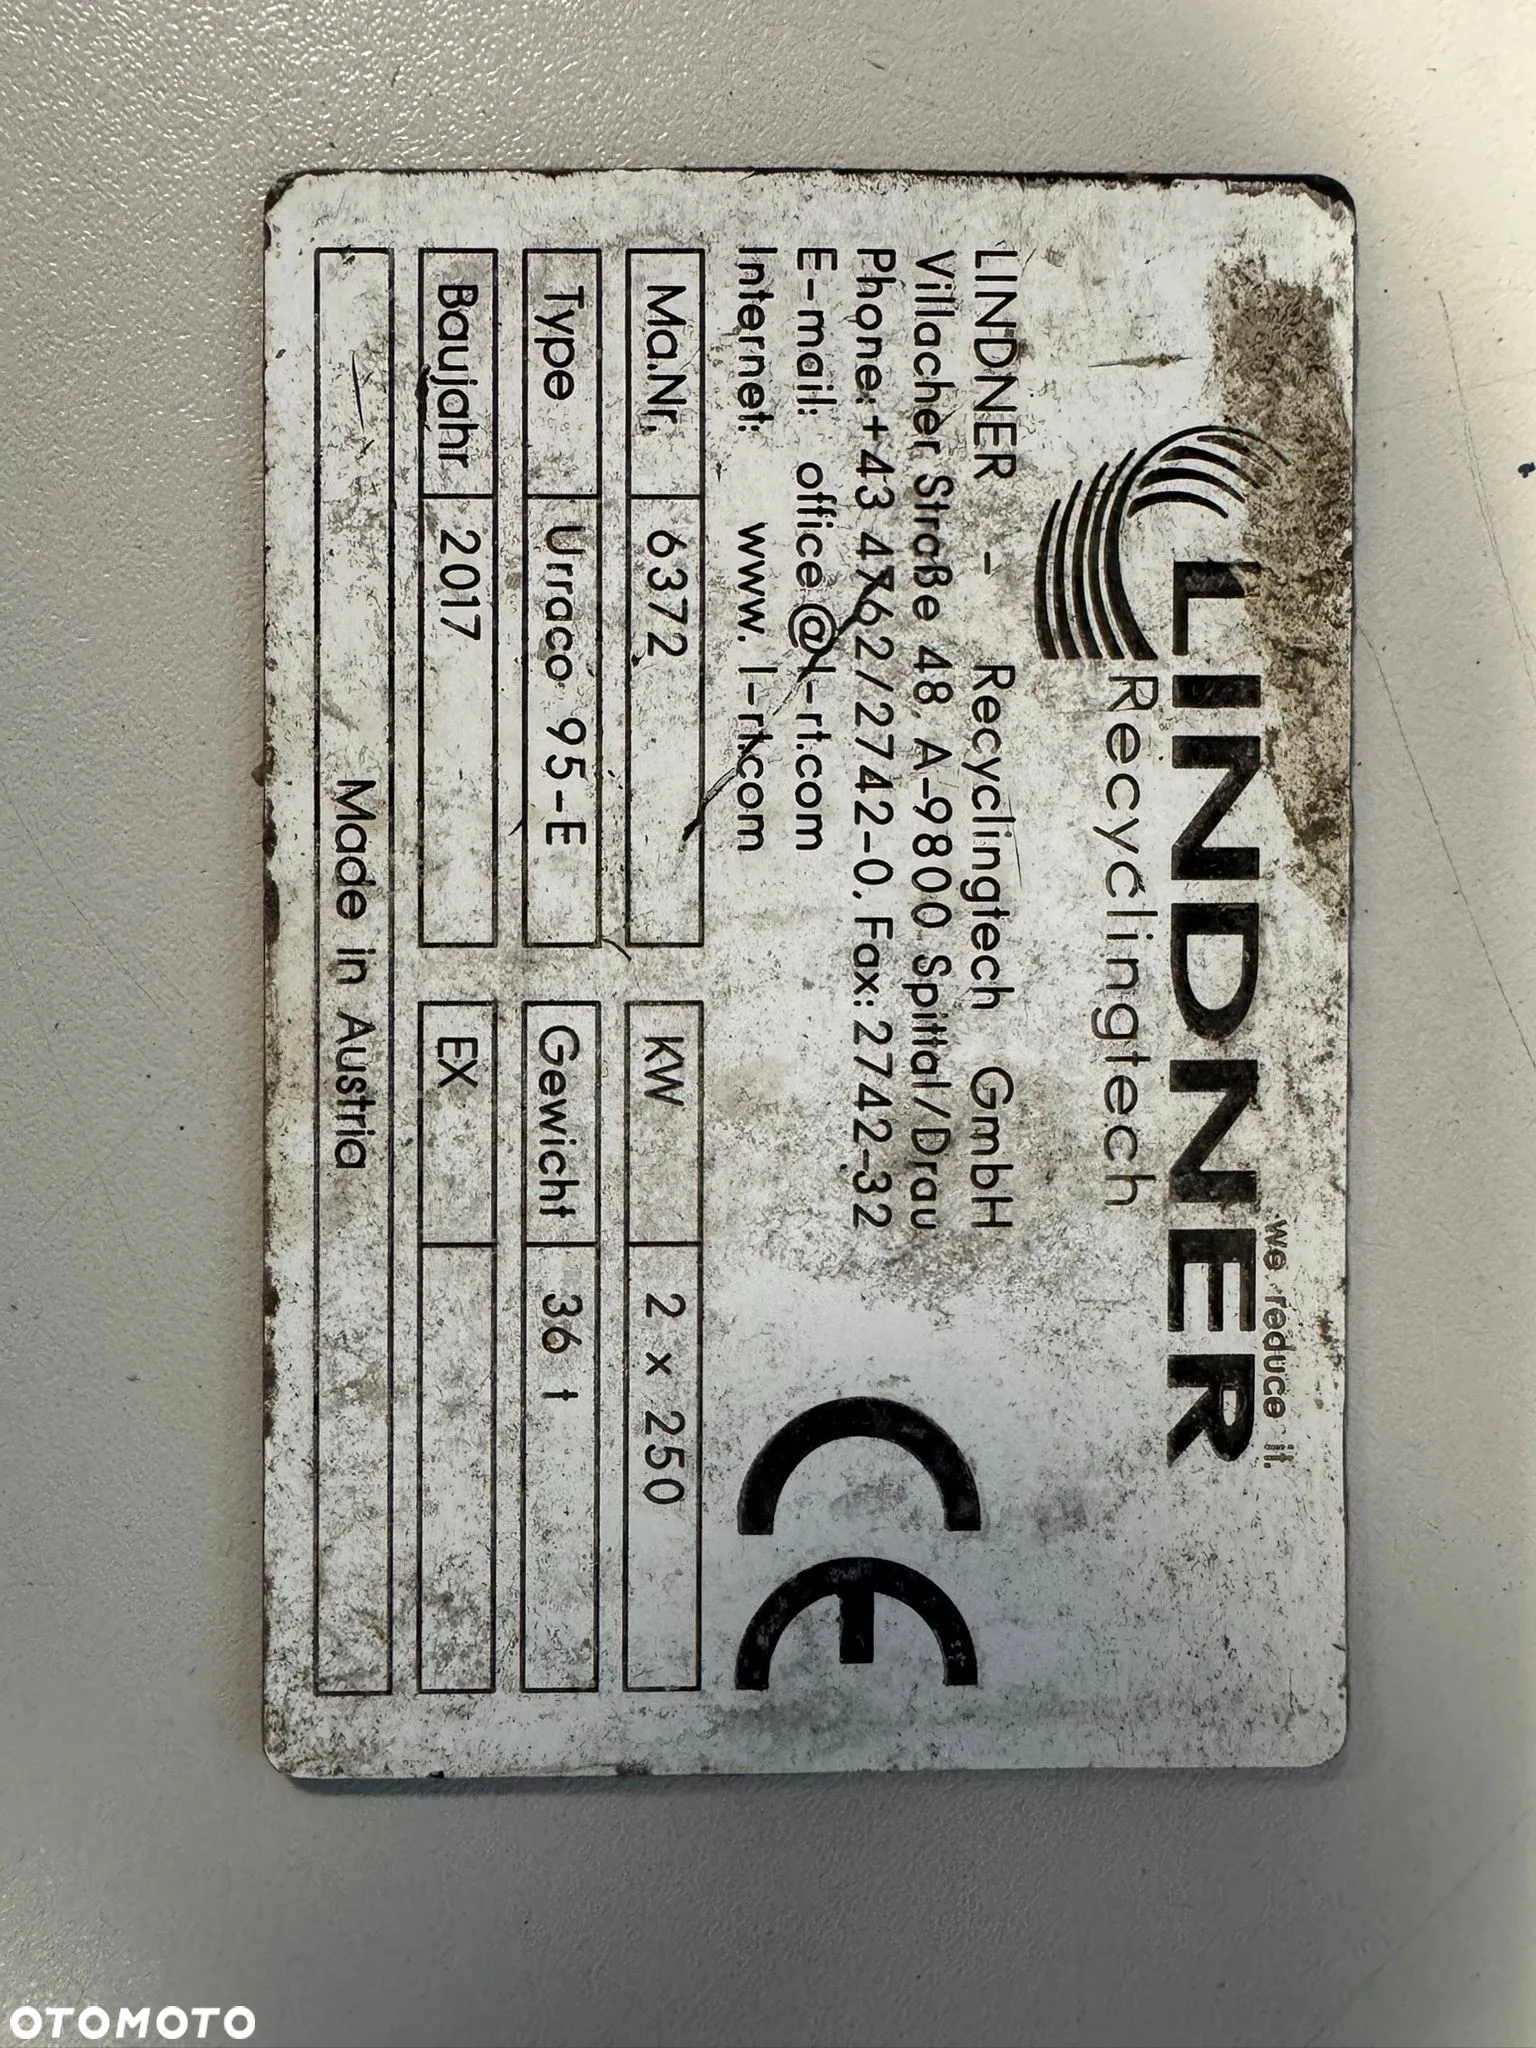 LINDNER
we reduce it.
Recyclingtech
LINDNER - Recyclingtech GmbH
Villacher Straße 48, A-9800 Spittal/Drau
Phone: +43 4762/2742-0, Fax: 2742-32
E-mail: office@l-rt.com
Internet: www. l-rt.com
CE
Ma.Nr. 6372 KW 2 x 250
Type Urraco 95-E Gewicht 36 t
Baujahr 2017 EX
Made in Austria
OTOMOTO